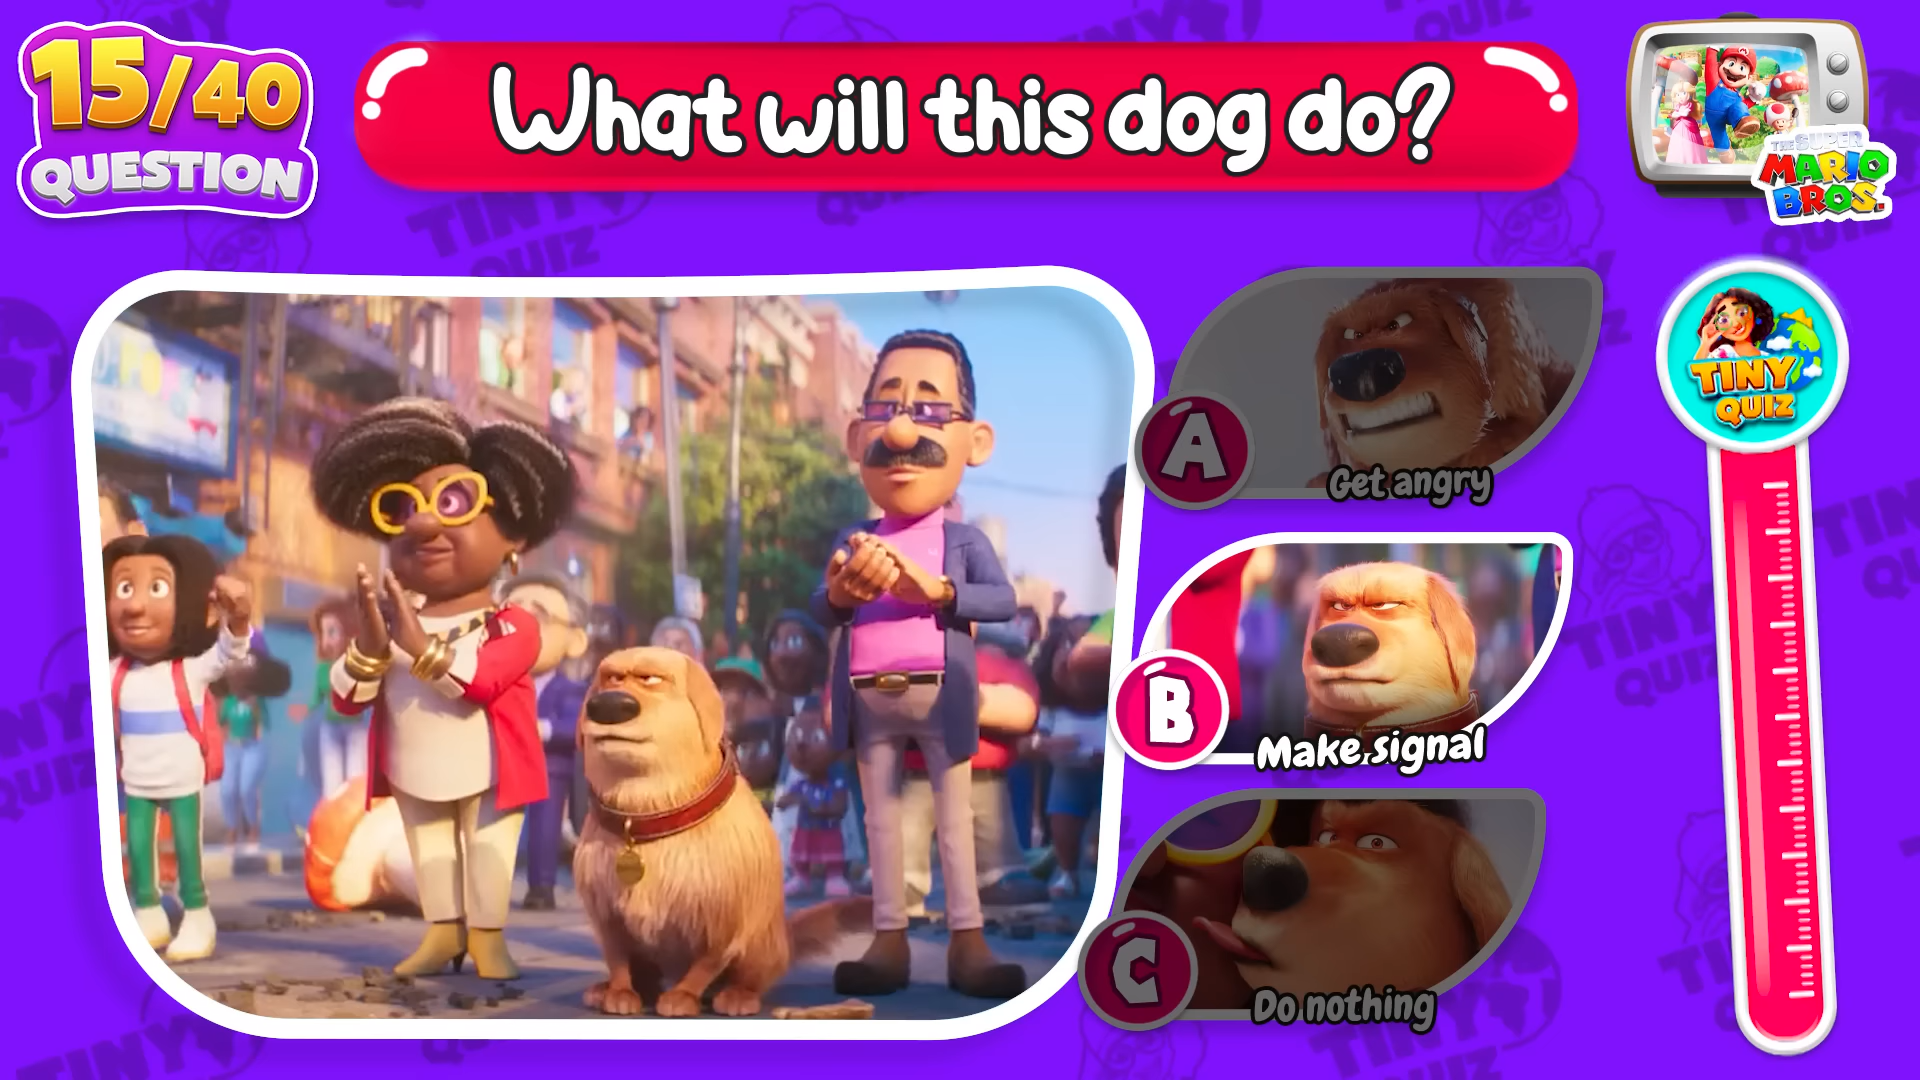 15/40
QUESTION
What will this dog do?
THE SUPER
MARIO
BROS.
TINY
QUIZ
A
Get angry
B
Make signal
C
Do nothing